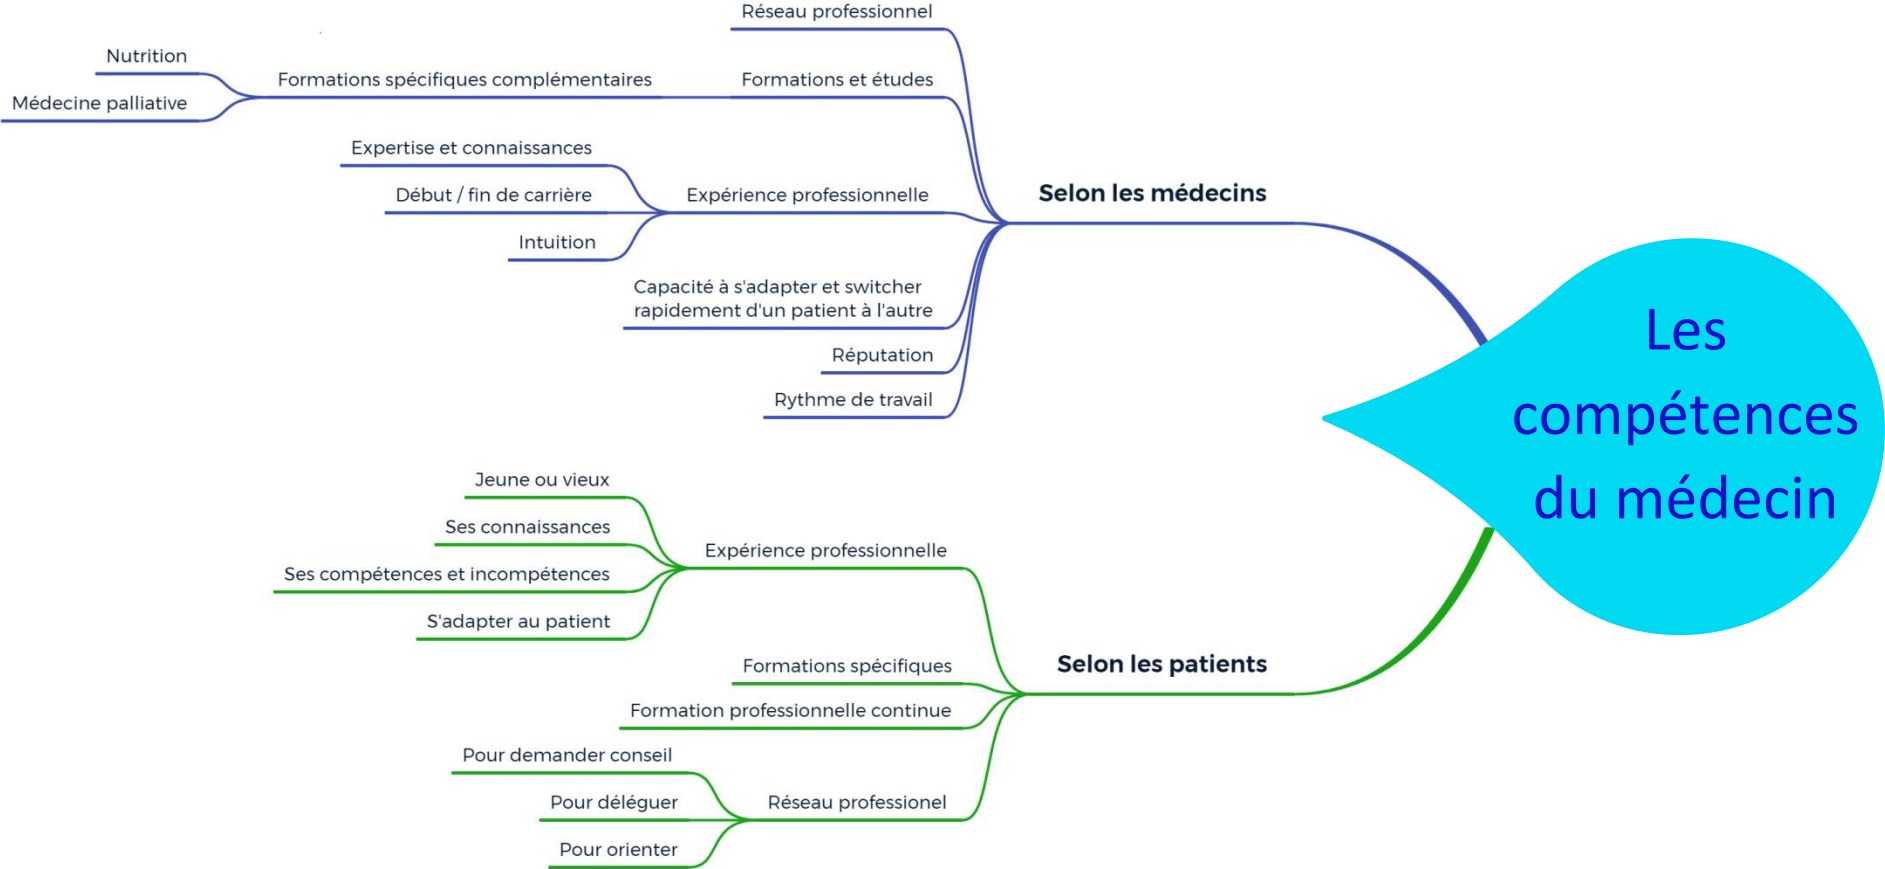 Réseau professionnel
Nutrition
Formations spécifiques complémentaires
Formations et études
Médecine palliative
Expertise et connaissances
Début / fin de carrière
Expérience professionnelle
Selon les médecins
Intuition
Capacité à s'adapter et switcher
rapidement d'un patient à l'autre
Réputation
Rythme de travail
Les
compétences
du médecin
Jeune ou vieux
Ses connaissances
Expérience professionnelle
Ses compétences et incompétences
S'adapter au patient
Formations spécifiques
Selon les patients
Formation professionnelle continue
Pour demander conseil
Pour déléguer
Réseau professionel
Pour orienter